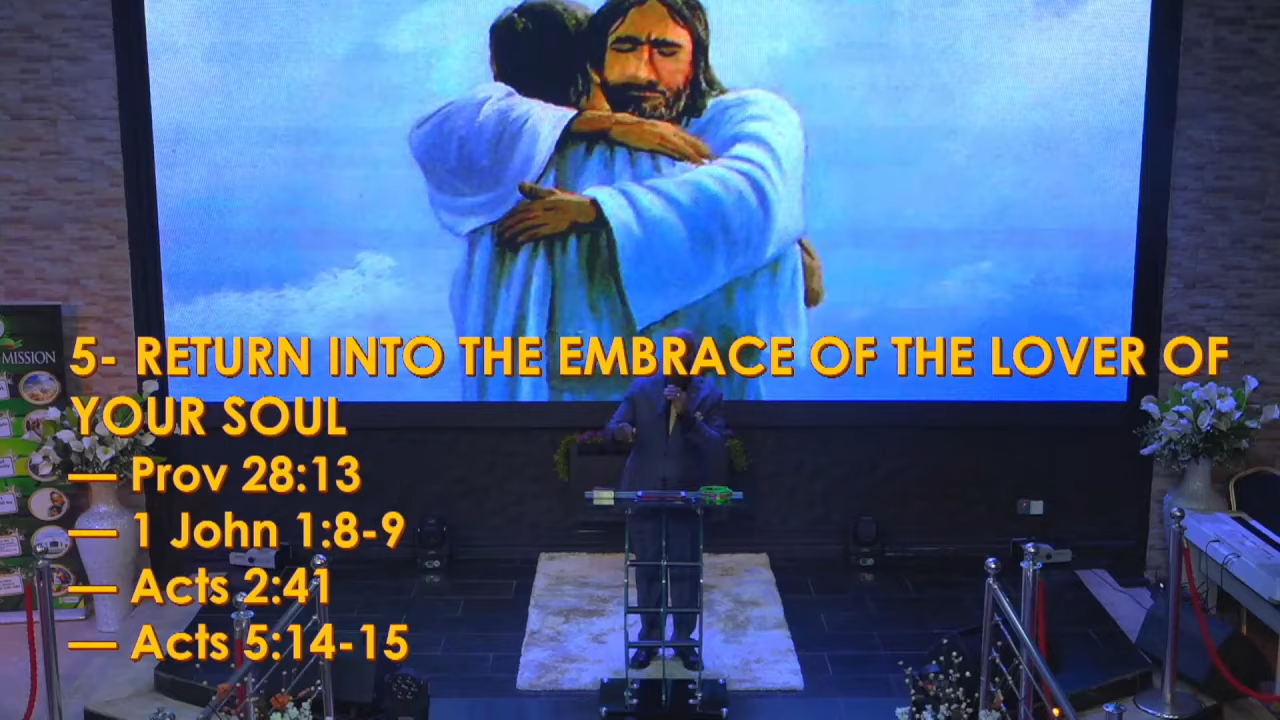 MISSION
5- RETURN INTO THE EMBRACE OF THE LOVER OF
YOUR SOUL
— Prov 28:13
— 1 John 1:8-9
— Acts 2:41
— Acts 5:14-15